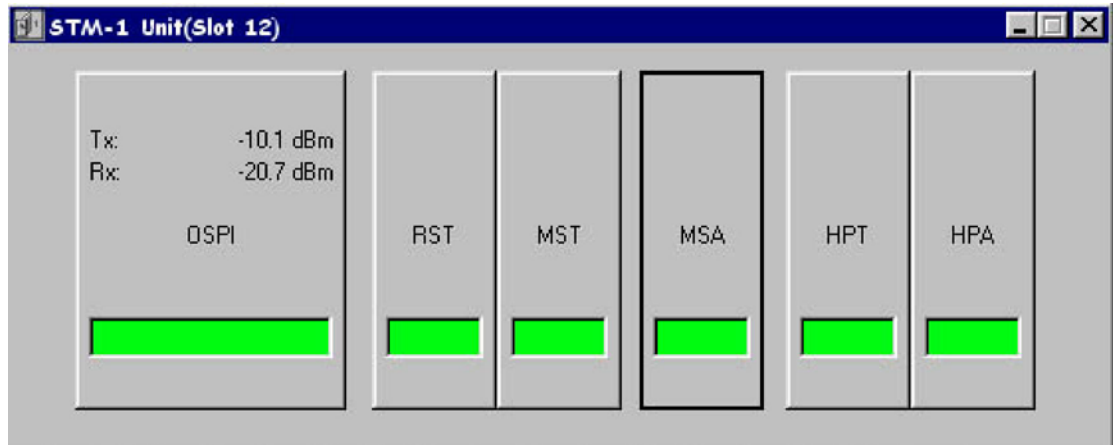 STM-1 Unit(Slot 12)
Tx: -10.1 dBm
Rx: -20.7 dBm
OSPI
RST
MST
MSA
HPT
HPA